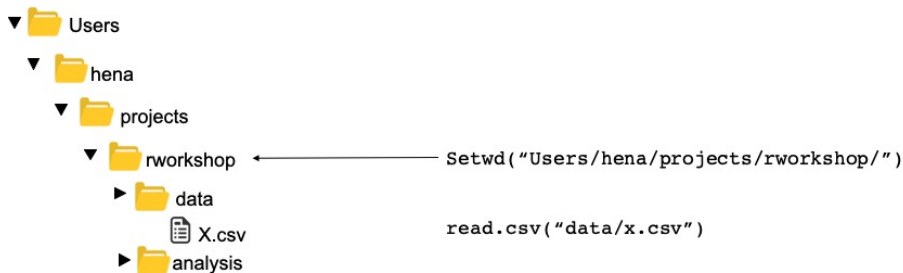 Users
hena
projects
rworkshop
Setwd(“Users/hena/projects/rworkshop/”)
data
X.csv
read.csv(“data/x.csv”)
analysis